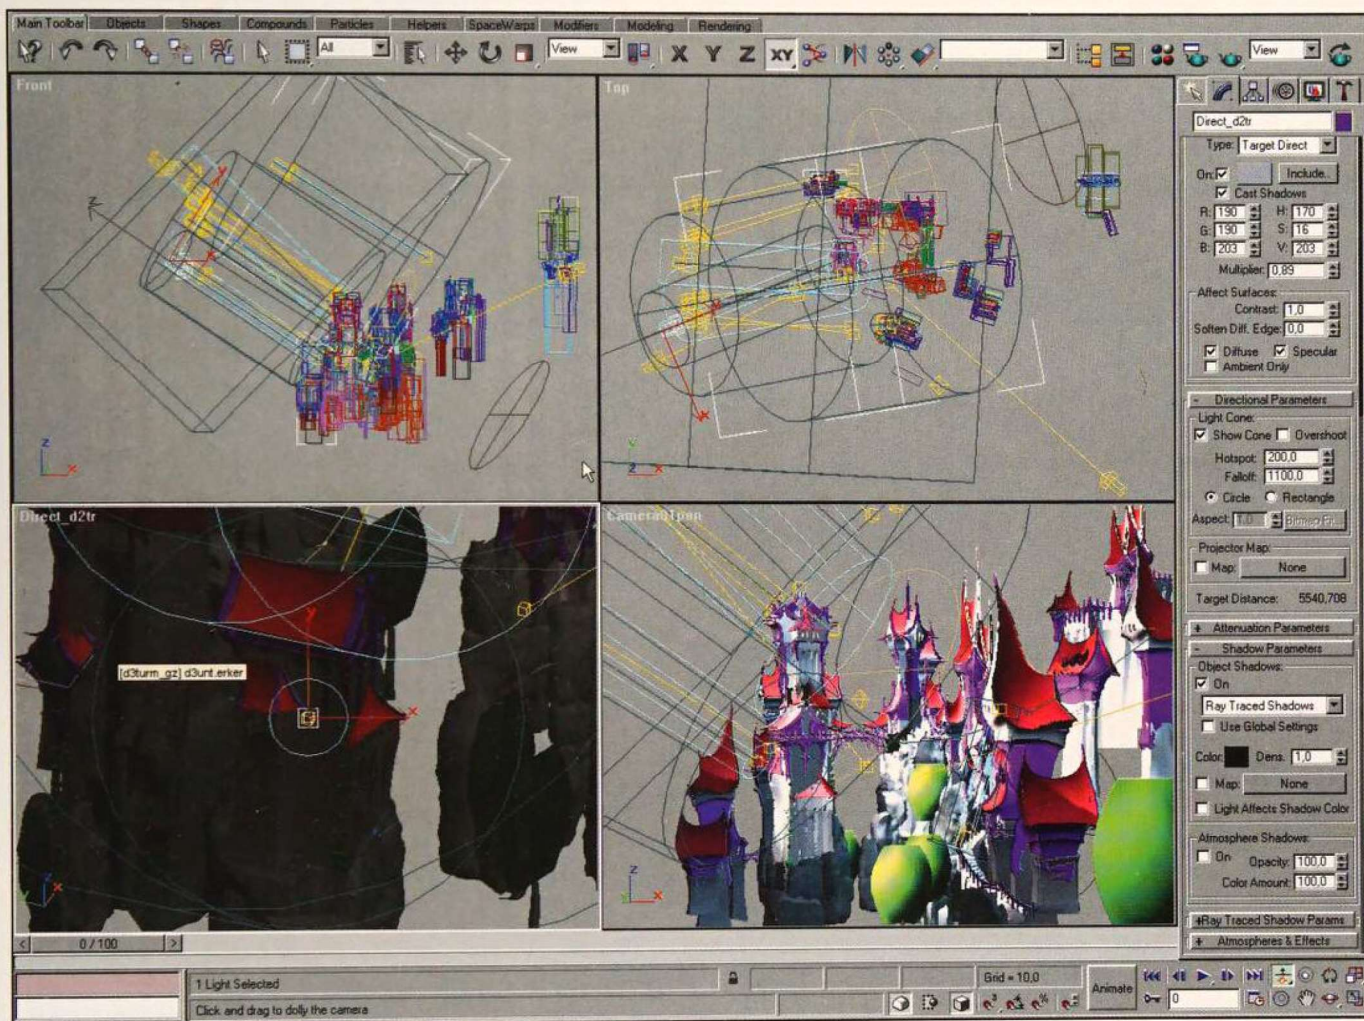 Main Toolbar Objects Shapes Compounds Particles Helpers SpaceWarps Modifiers Modeling Rendering
All View X Y Z XY View
Front
Top
Direct_d2tr
Type: Target Direct
On: Include..
Cast Shadows
R: 190 H: 170
G: 190 S: 16
B: 203 V: 203
Multiplier: 0,89
Affect Surfaces:
Contrast: 1,0
Soften Diff. Edge: 0,0
Diffuse Specular
Ambient Only
- Directional Parameters
Light Cone:
Show Cone Overshoot
Hotspot: 200,0
Falloff: 1100,0
Circle Rectangle
Aspect: 1,0
Projector Map:
Map: None
Target Distance: 5540,708
+ Attenuation Parameters
- Shadow Parameters
Object Shadows:
On
Ray Traced Shadows
Use Global Settings
Color: Dens. 1,0
Map: None
Light Affects Shadow Color
Atmosphere Shadows:
On Opacity: 100,0
Color Amount: 100,0
+Ray Traced Shadow Params
+ Atmospheres & Effects
Direct_d2tr
[d3turm_gz] d3unt.erker
z x
Camera01pon
< 0 / 100 >
1 Light Selected
Grid = 10,0
Animate
Click and drag to dolly the camera
0